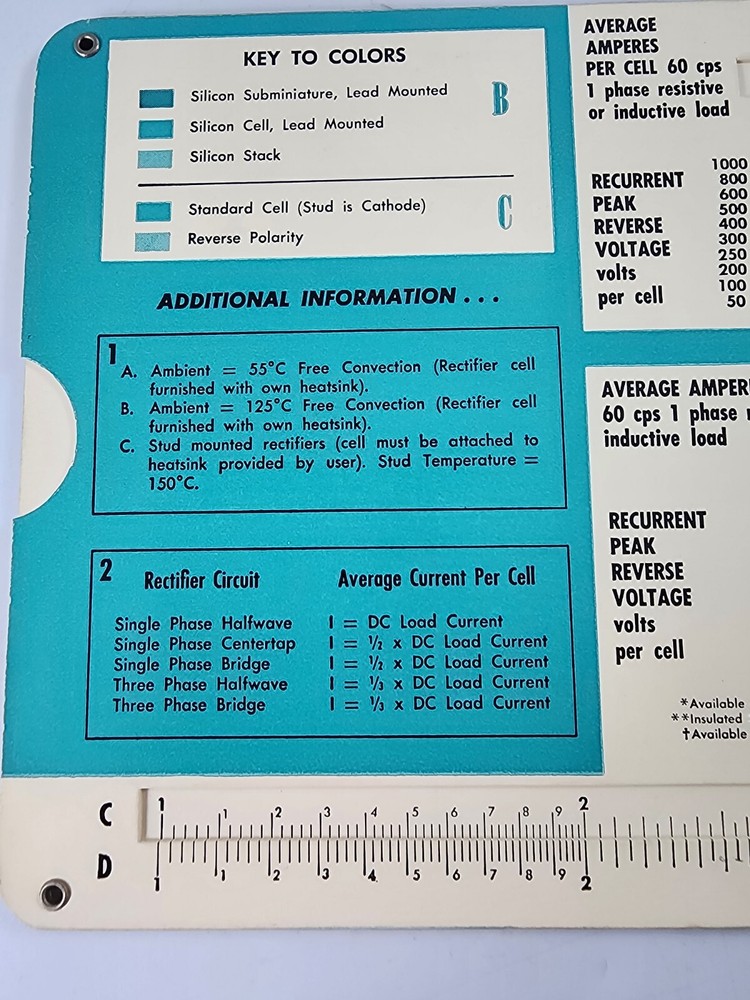 KEY TO COLORS
Silicon Subminiature, Lead Mounted
B
Silicon Cell, Lead Mounted
Silicon Stack
Standard Cell (Stud is Cathode)
C
Reverse Polarity
ADDITIONAL INFORMATION . . .
1
A. Ambient = 55°C Free Convection (Rectifier cell
furnished with own heatsink).
B. Ambient = 125°C Free Convection (Rectifier cell
furnished with own heatsink).
C. Stud mounted rectifiers (cell must be attached to
heatsink provided by user). Stud Temperature =
150°C.
2
Rectifier Circuit Average Current Per Cell
Single Phase Halfwave I = DC Load Current
Single Phase Centertap I = ½ x DC Load Current
Single Phase Bridge I = ½ x DC Load Current
Three Phase Halfwave I = ⅓ x DC Load Current
Three Phase Bridge I = ⅓ x DC Load Current
AVERAGE
AMPERES
PER CELL 60 cps
1 phase resistive
or inductive load
RECURRENT
PEAK
REVERSE
VOLTAGE
volts
per cell
1000
800
600
500
400
300
250
200
100
50
AVERAGE AMPER
60 cps 1 phase
inductive load
RECURRENT
PEAK
REVERSE
VOLTAGE
volts
per cell
*Available
**Insulated
†Available
C 1 1 2 3 4 5 6 7 8 9 2
D 1 1 2 3 4 5 6 7 8 9 2